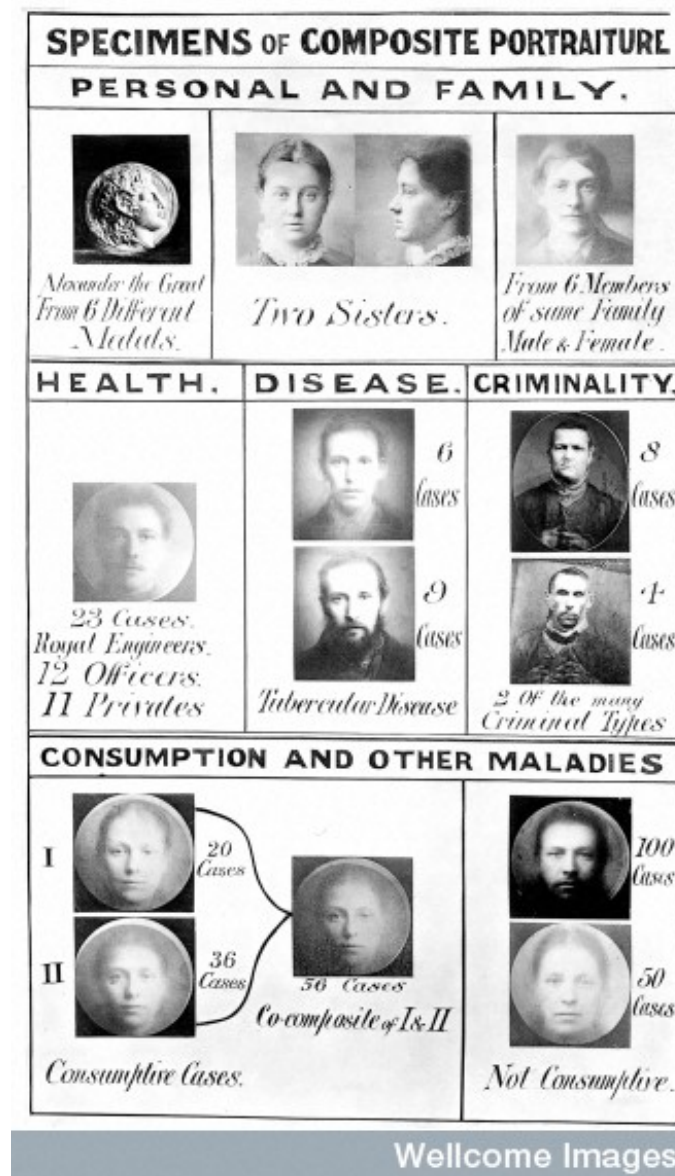 SPECIMENS OF COMPOSITE PORTRAITURE
PERSONAL AND FAMILY.
Alexander the Great
From 6 Different
Medals.
Two Sisters.
From 6 Members
of same Family
Male & Female.
HEALTH.
23 Cases.
Royal Engineers.
12 Officers.
11 Privates
DISEASE.
6
Cases
9
Cases
Tubercular Disease
CRIMINALITY.
8
Cases
4
Cases
2 Of the many
Criminal Types
CONSUMPTION AND OTHER MALADIES
I
20
Cases
II
36
Cases
56 Cases
Co-composite of I & II
Consumptive Cases.
100
Cases
50
Cases
Not Consumptive.
Wellcome Images